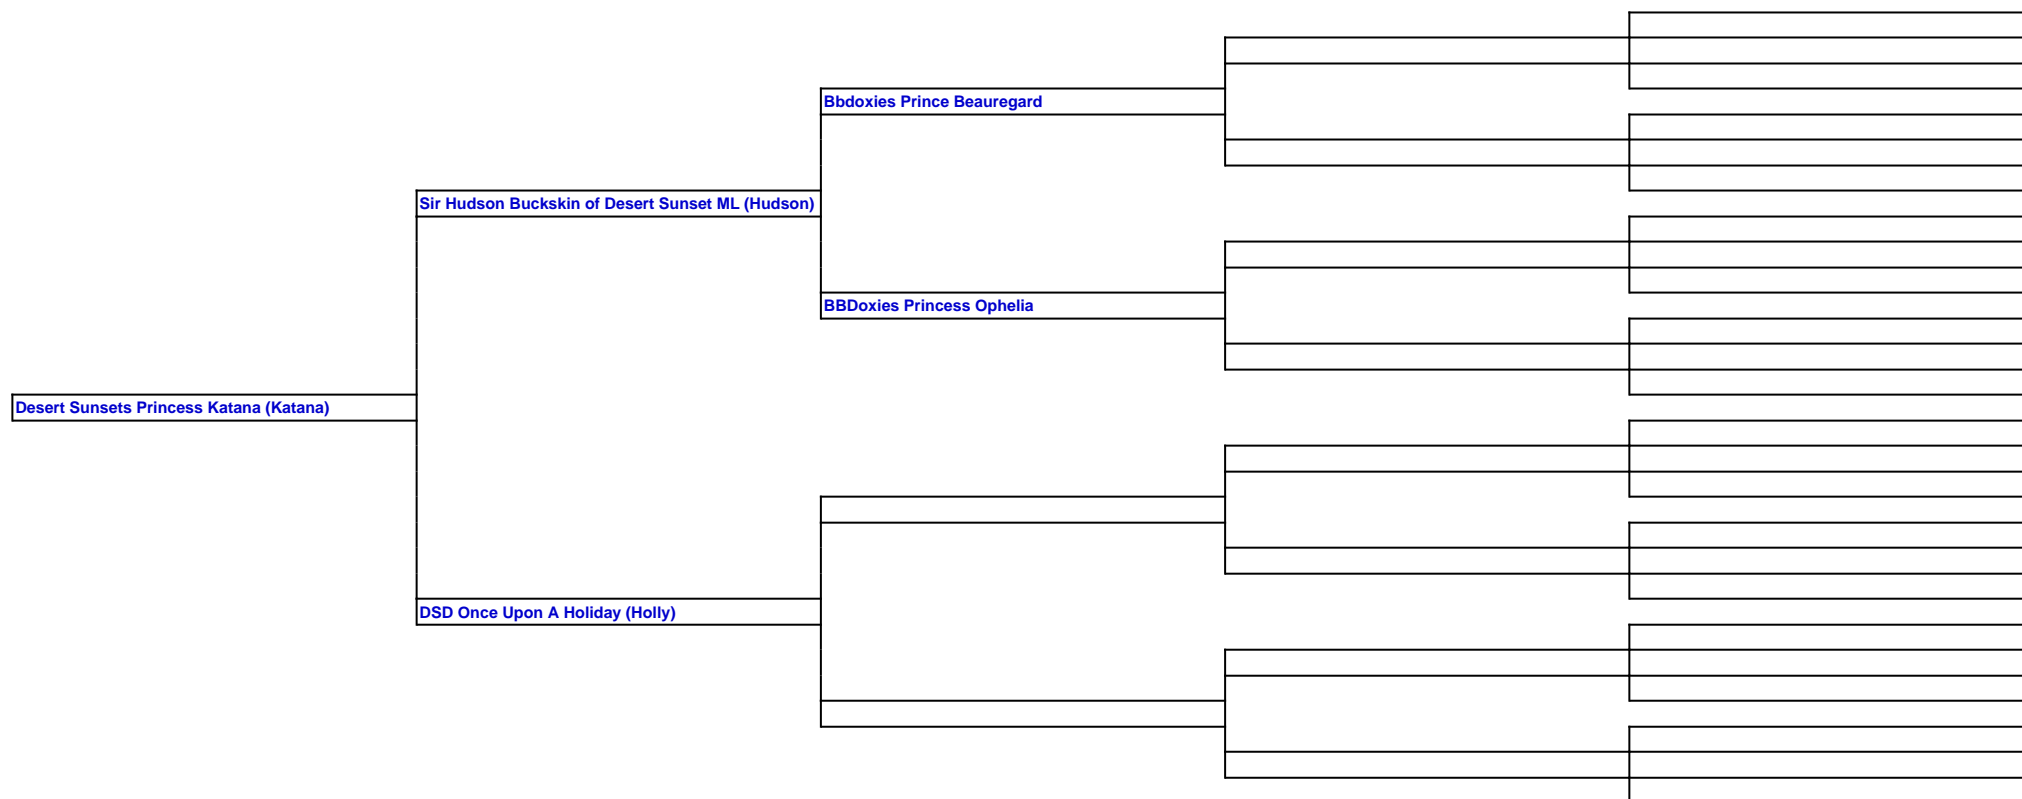 Bbdoxies Prince Beauregard
Sir Hudson Buckskin of Desert Sunset ML (Hudson)
BBDoxies Princess Ophelia
Desert Sunsets Princess Katana (Katana)
DSD Once Upon A Holiday (Holly)